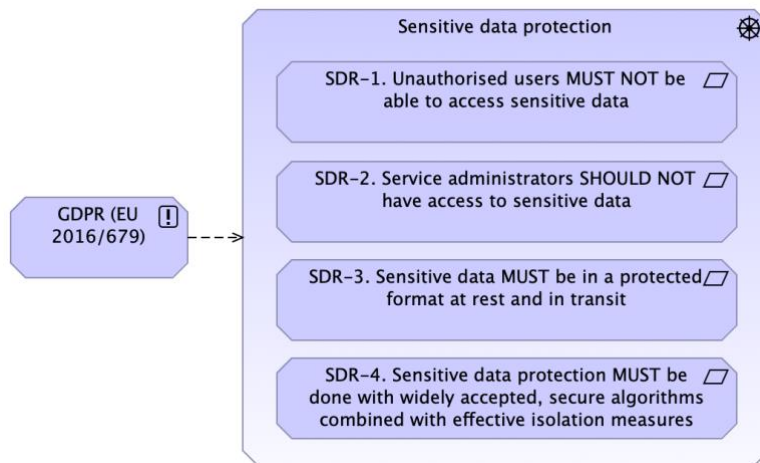 Sensitive data protection
SDR-1. Unauthorised users MUST NOT be
able to access sensitive data
SDR-2. Service administrators SHOULD NOT
have access to sensitive data
GDPR (EU
2016/679)
SDR-3. Sensitive data MUST be in a protected
format at rest and in transit
SDR-4. Sensitive data protection MUST be
done with widely accepted, secure algorithms
combined with effective isolation measures